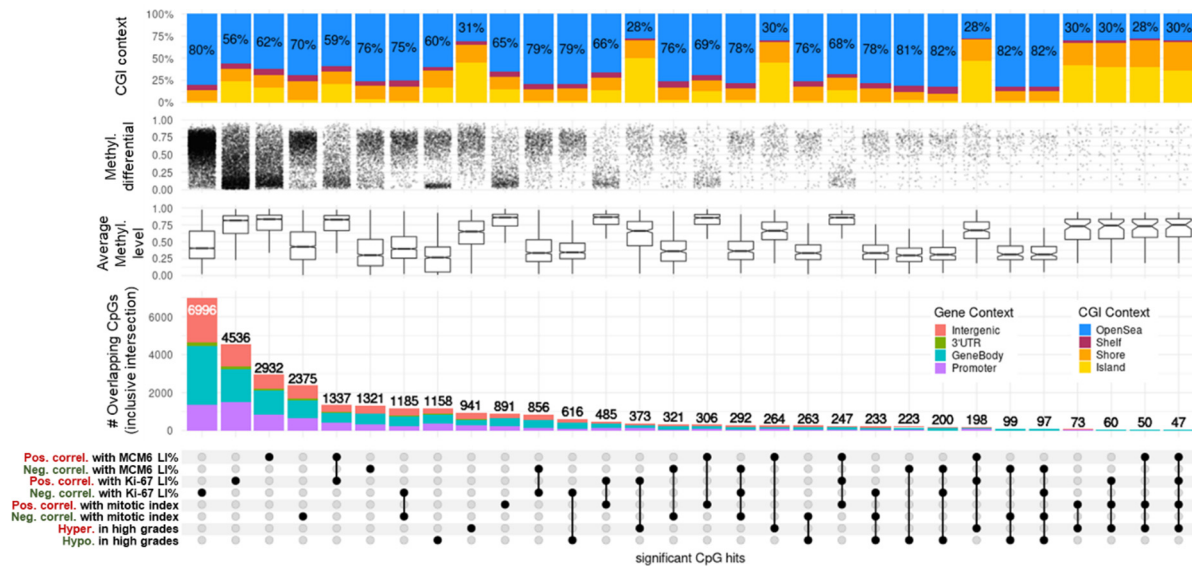 CGI context
100%
75%
50%
25%
0%
80% 56% 62% 70% 59% 76% 75% 60% 31% 65% 79% 79% 66% 28% 76% 69% 78% 30% 76% 68% 78% 81% 82% 28% 82% 82% 30% 30% 28% 30%
Methyl. differential
1.00
0.75
0.50
0.25
0.00
Average Methyl. level
1.00
0.75
0.50
0.25
0.00
# Overlapping CpGs (inclusive intersection)
6000
4000
2000
0
6996 4536 2932 2375 1337 1321 1185 1158 941 891 856 616 485 373 321 306 292 264 263 247 233 223 200 198 99 97 73 60 50 47
Gene Context
Intergenic
3'UTR
GeneBody
Promoter
CGI Context
OpenSea
Shelf
Shore
Island
Pos. correl. with MCM6 LI%
Neg. correl. with MCM6 LI%
Pos. correl. with Ki-67 LI%
Neg. correl. with Ki-67 LI%
Pos. correl. with mitotic index
Neg. correl. with mitotic index
Hyper. in high grades
Hypo. in high grades
significant CpG hits